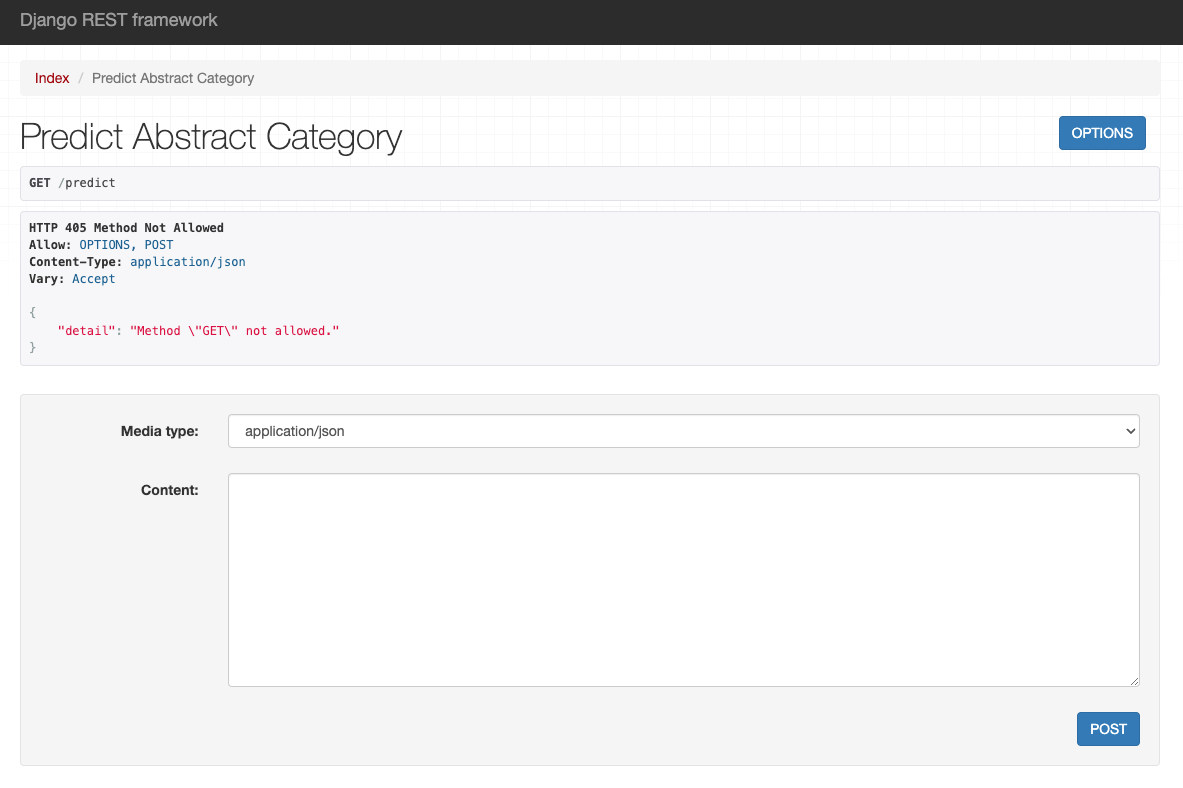 Django REST framework
Index / Predict Abstract Category
Predict Abstract Category
OPTIONS
GET /predict
HTTP 405 Method Not Allowed
Allow: OPTIONS, POST
Content-Type: application/json
Vary: Accept
{
    "detail": "Method \"GET\" not allowed."
}
Media type: application/json
Content:
POST